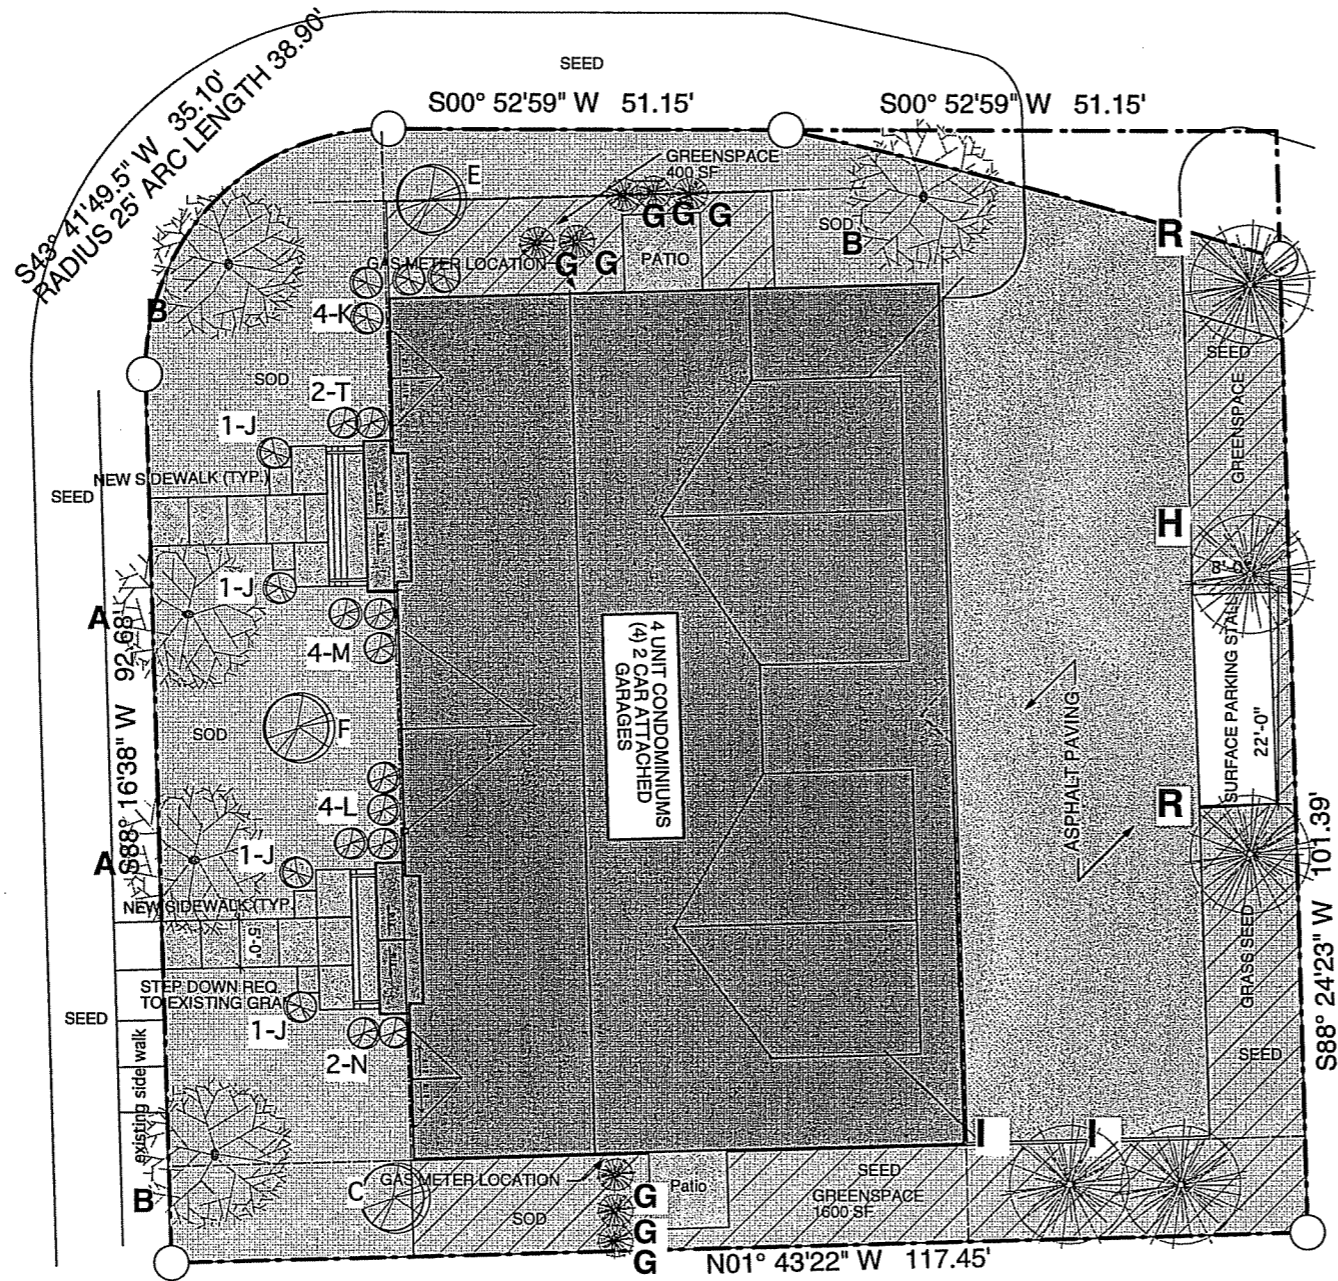 SEED
S00° 52'59" W 51.15'
S00° 52'59" W 51.15'
S43° 41'49.5" W 35.10'
RADIUS 25' ARC LENGTH 38.90'
E
GREENSPACE
400 SF
G G G
SOD
B
R
GAS METER LOCATION
G G
PATIO
B
4-K
SEED
SOD
2-T
1-J
GREENSPACE
NEW SIDEWALK (TYP.)
SEED
H
8'-0"
1-J
A
4-M
S88° 16'38" W 92.68'
4 UNIT CONDOMINIUMS
(4) 2 CAR ATTACHED
GARAGES
F
SOD
ASPHALT PAVING
SURFACE PARKING STALL
22'-0"
4-L
R
A
1-J
NEW SIDEWALK (TYP.
5'-0"
GRASS SEED
S88° 24'23" W 101.39'
STEP DOWN REQ.
TO EXISTING GRA
SEED
1-J
2-N
SEED
existing side walk
I
I
B
C
GAS METER LOCATION
SOD
G
G
G
Patio
SEED
GREENSPACE
1600 SF
N01° 43'22" W 117.45'